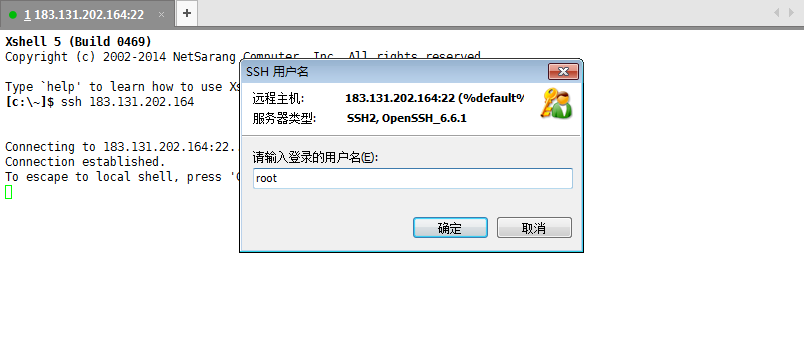 1 183.131.202.164:22
Xshell 5 (Build 0469)
Copyright (c) 2002-2014 NetSarang Computer, Inc. All rights reserved.
Type `help' to learn how to use Xs
[c:\~]$ ssh 183.131.202.164
Connecting to 183.131.202.164:22.
Connection established.
To escape to local shell, press '
SSH 用户名
远程主机: 183.131.202.164:22 (%default%
服务器类型: SSH2, OpenSSH_6.6.1
请输入登录的用户名(E):
root
确定 取消